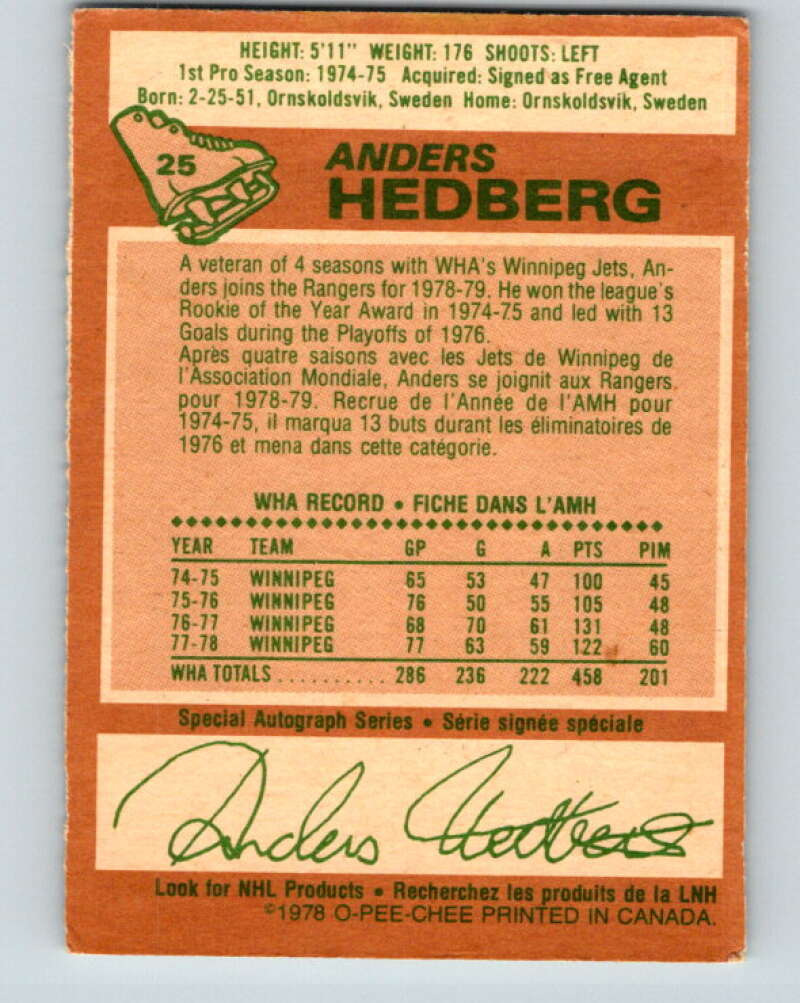 HEIGHT: 5'11" WEIGHT: 176 SHOOTS: LEFT
1st Pro Season: 1974-75 Acquired: Signed as Free Agent
Born: 2-25-51, Ornskoldsvik, Sweden Home: Ornskoldsvik, Sweden
25
ANDERS
HEDBERG
A veteran of 4 seasons with WHA's Winnipeg Jets, An-
ders joins the Rangers for 1978-79. He won the league's
Rookie of the Year Award in 1974-75 and led with 13
Goals during the Playoffs of 1976.
Après quatre saisons avec les Jets de Winnipeg de
l'Association Mondiale, Anders se joignit aux Rangers
pour 1978-79. Recrue de l'Année de l'AMH pour
1974-75, il marqua 13 buts durant les éliminatoires de
1976 et mena dans cette catégorie.
WHA RECORD • FICHE DANS L'AMH
YEAR TEAM GP G A PTS PIM
74-75 WINNIPEG 65 53 47 100 45
75-76 WINNIPEG 76 50 55 105 48
76-77 WINNIPEG 68 70 61 131 48
77-78 WINNIPEG 77 63 59 122 60
WHA TOTALS .......... 286 236 222 458 201
Special Autograph Series • Série signée spéciale
Anders Hedberg
Look for NHL Products • Recherchez les produits de la LNH
©1978 O-PEE-CHEE PRINTED IN CANADA.